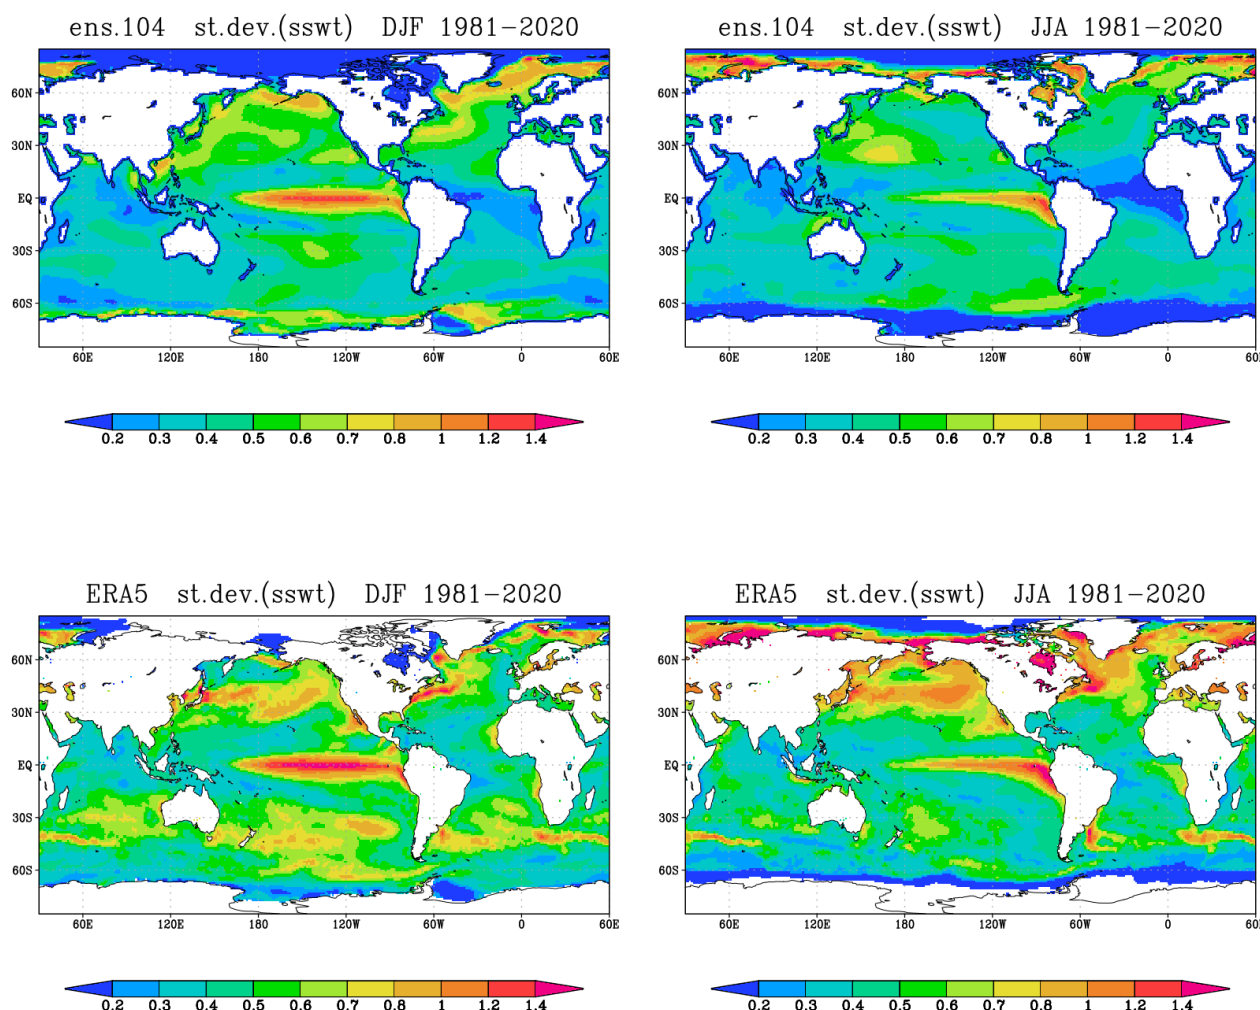 ens.104 st.dev.(sswt) DJF 1981-2020
60N
30N
EQ
30S
60S
60E 120E 180 120W 60W 0 60E
0.2 0.3 0.4 0.5 0.6 0.7 0.8 1 1.2 1.4
ens.104 st.dev.(sswt) JJA 1981-2020
60N
30N
EQ
30S
60S
60E 120E 180 120W 60W 0 60E
0.2 0.3 0.4 0.5 0.6 0.7 0.8 1 1.2 1.4
ERA5 st.dev.(sswt) DJF 1981-2020
60N
30N
EQ
30S
60S
60E 120E 180 120W 60W 0 60E
0.2 0.3 0.4 0.5 0.6 0.7 0.8 1 1.2 1.4
ERA5 st.dev.(sswt) JJA 1981-2020
60N
30N
EQ
30S
60S
60E 120E 180 120W 60W 0 60E
0.2 0.3 0.4 0.5 0.6 0.7 0.8 1 1.2 1.4